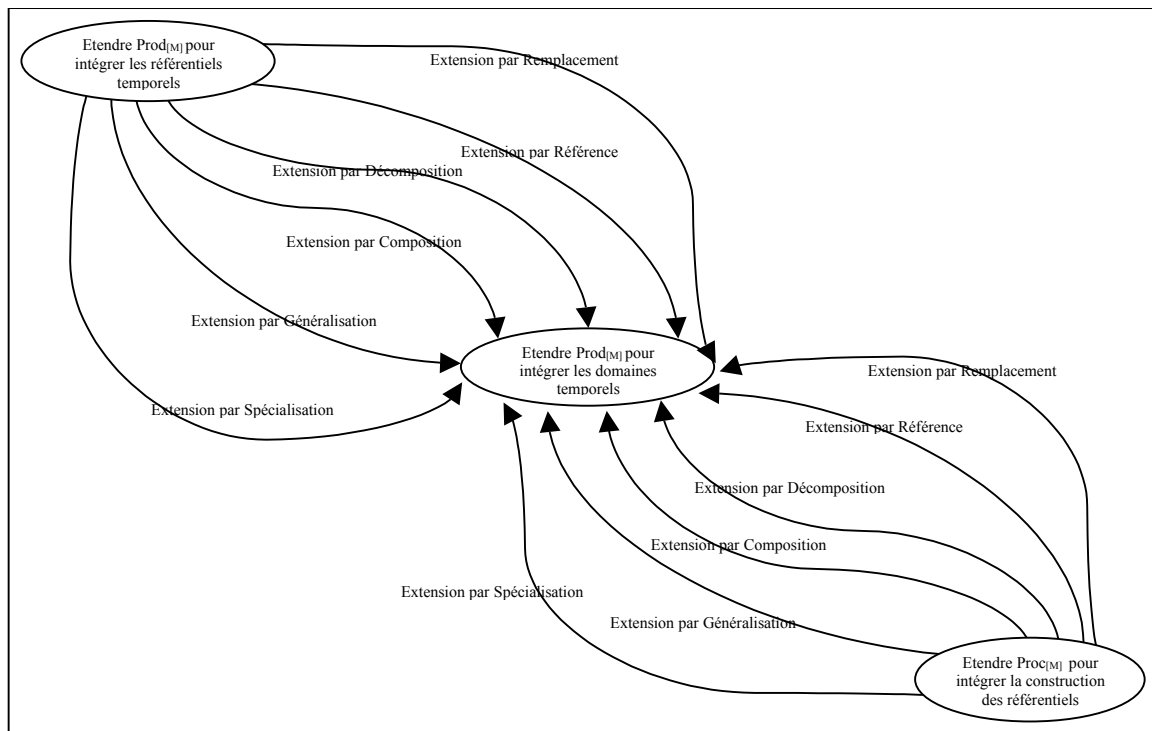 Etendre Prod[M] pour
intégrer les référentiels
temporels
Extension par Remplacement
Extension par Référence
Extension par Décomposition
Extension par Composition
Extension par Généralisation
Extension par Spécialisation
Etendre Prod[M] pour
intégrer les domaines
temporels
Extension par Remplacement
Extension par Référence
Extension par Décomposition
Extension par Composition
Extension par Spécialisation
Extension par Généralisation
Etendre Proc[M] pour
intégrer la construction
des référentiels